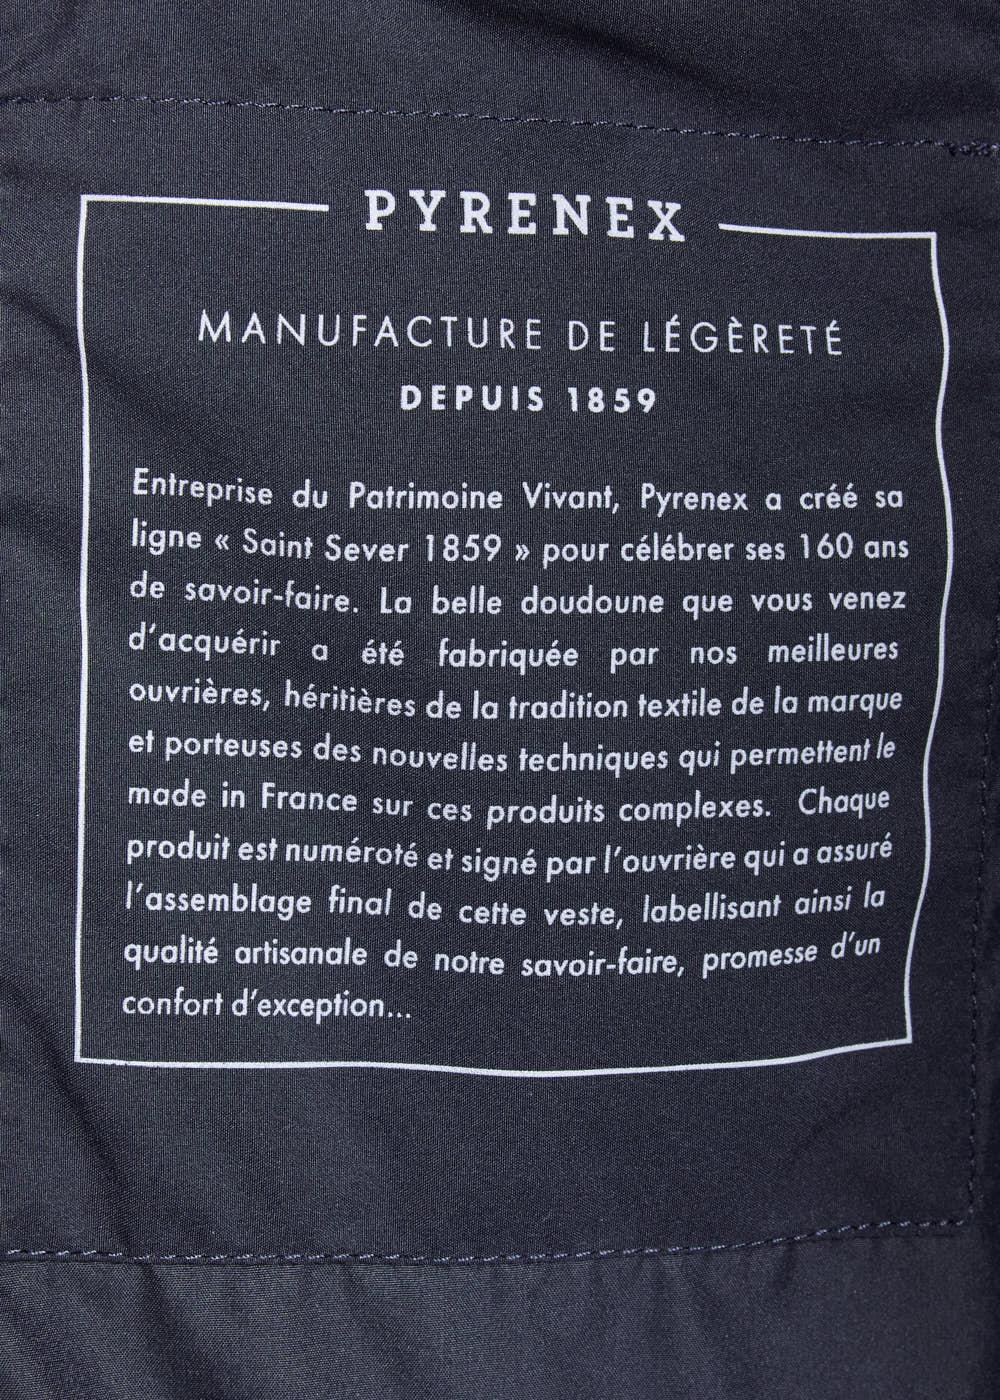 PYRENEX
MANUFACTURE DE LÉGÈRETÉ
DEPUIS 1859
Entreprise du Patrimoine Vivant, Pyrenex a créé sa
ligne « Saint Sever 1859 » pour célébrer ses 160 ans
de savoir-faire. La belle doudoune que vous venez
d'acquérir a été fabriquée par nos meilleures
ouvrières, héritières de la tradition textile de la marque
et porteuses des nouvelles techniques qui permettent le
made in France sur ces produits complexes. Chaque
produit est numéroté et signé par l'ouvrière qui a assuré
l'assemblage final de cette veste, labellisant ainsi la
qualité artisanale de notre savoir-faire, promesse d'un
confort d'exception...